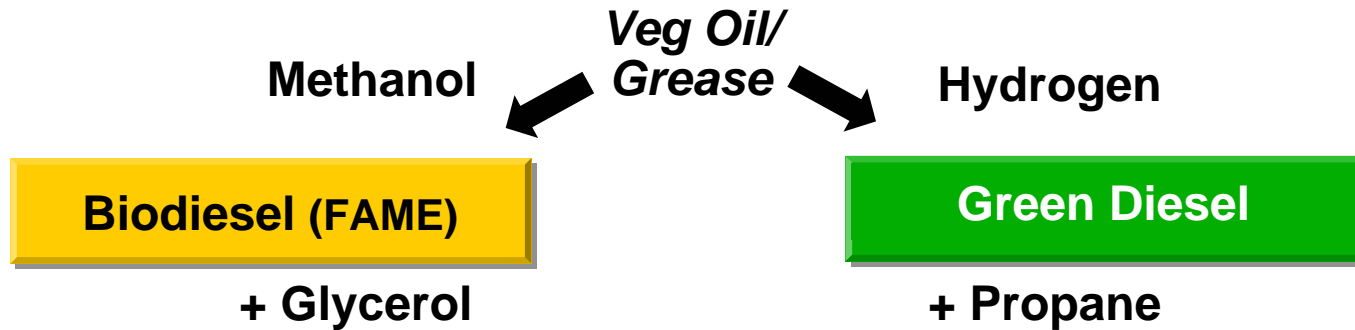 Veg Oil/
Grease
Methanol
Hydrogen
Biodiesel (FAME)
Green Diesel
+ Glycerol
+ Propane